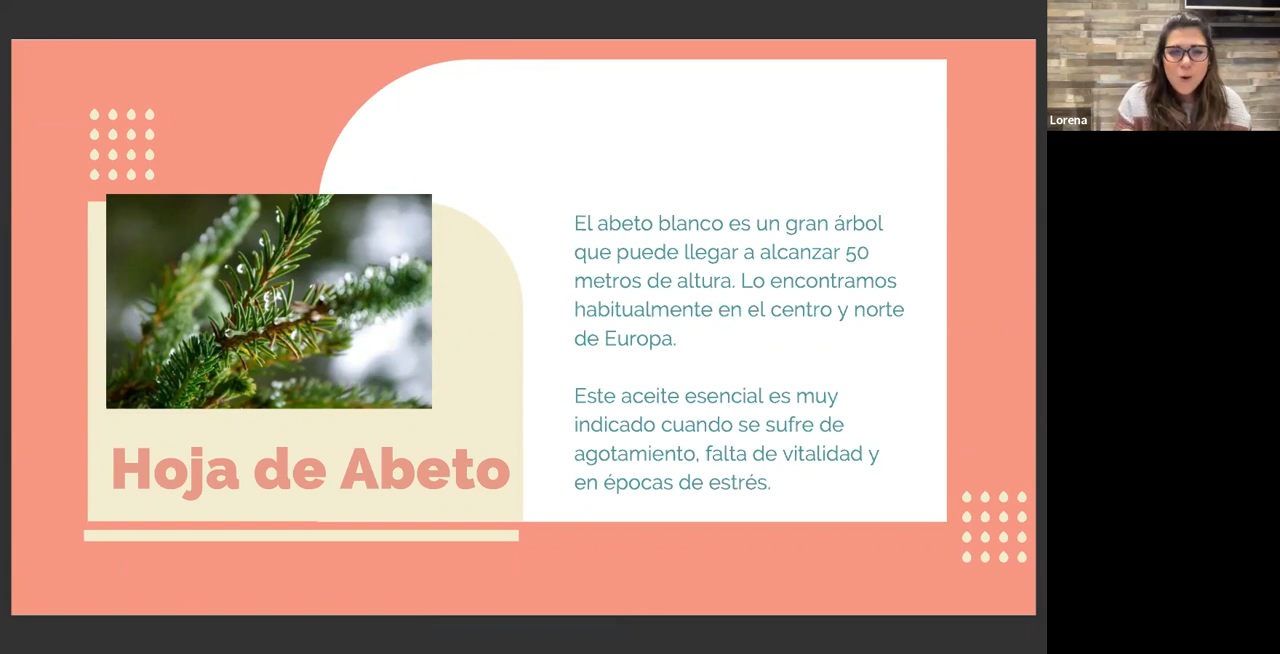 Lorena
El abeto blanco es un gran árbol
que puede llegar a alcanzar 50
metros de altura. Lo encontramos
habitualmente en el centro y norte
de Europa.
Este aceite esencial es muy
indicado cuando se sufre de
agotamiento, falta de vitalidad y
en épocas de estrés.
Hoja de Abeto